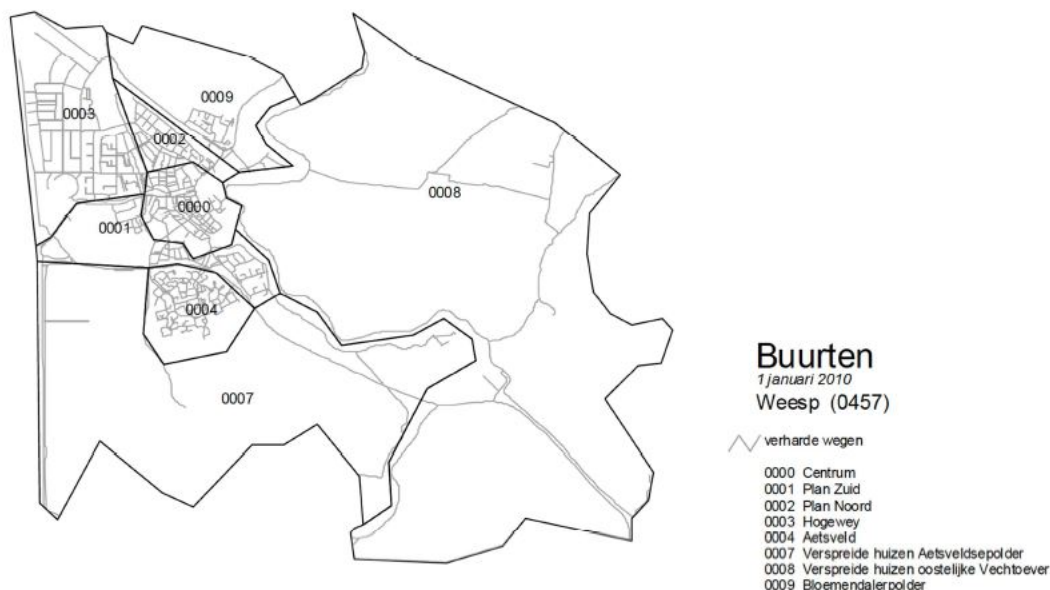 0009
0003
0002
0008
0000
0001
0004
0007
Buurten
1 januari 2010
Weesp (0457)
verharde wegen
0000 Centrum
0001 Plan Zuid
0002 Plan Noord
0003 Hogewey
0004 Aetsveld
0007 Verspreide huizen Aetsveldsepolder
0008 Verspreide huizen oostelijke Vechtoever
0009 Bloemendalerpolder